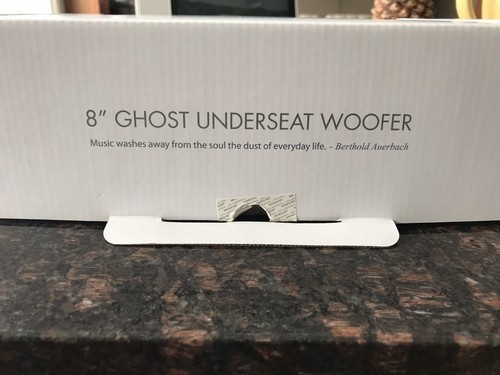 8” GHOST UNDERSEAT WOOFER
Music washes away from the soul the dust of everyday life. - Berthold Auerbach